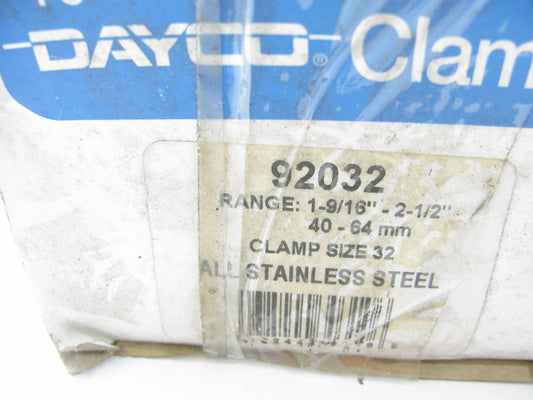 DAYCO® Clam
92032
RANGE: 1-9/16" - 2-1/2"
40 - 64 mm
CLAMP SIZE 32
ALL STAINLESS STEEL